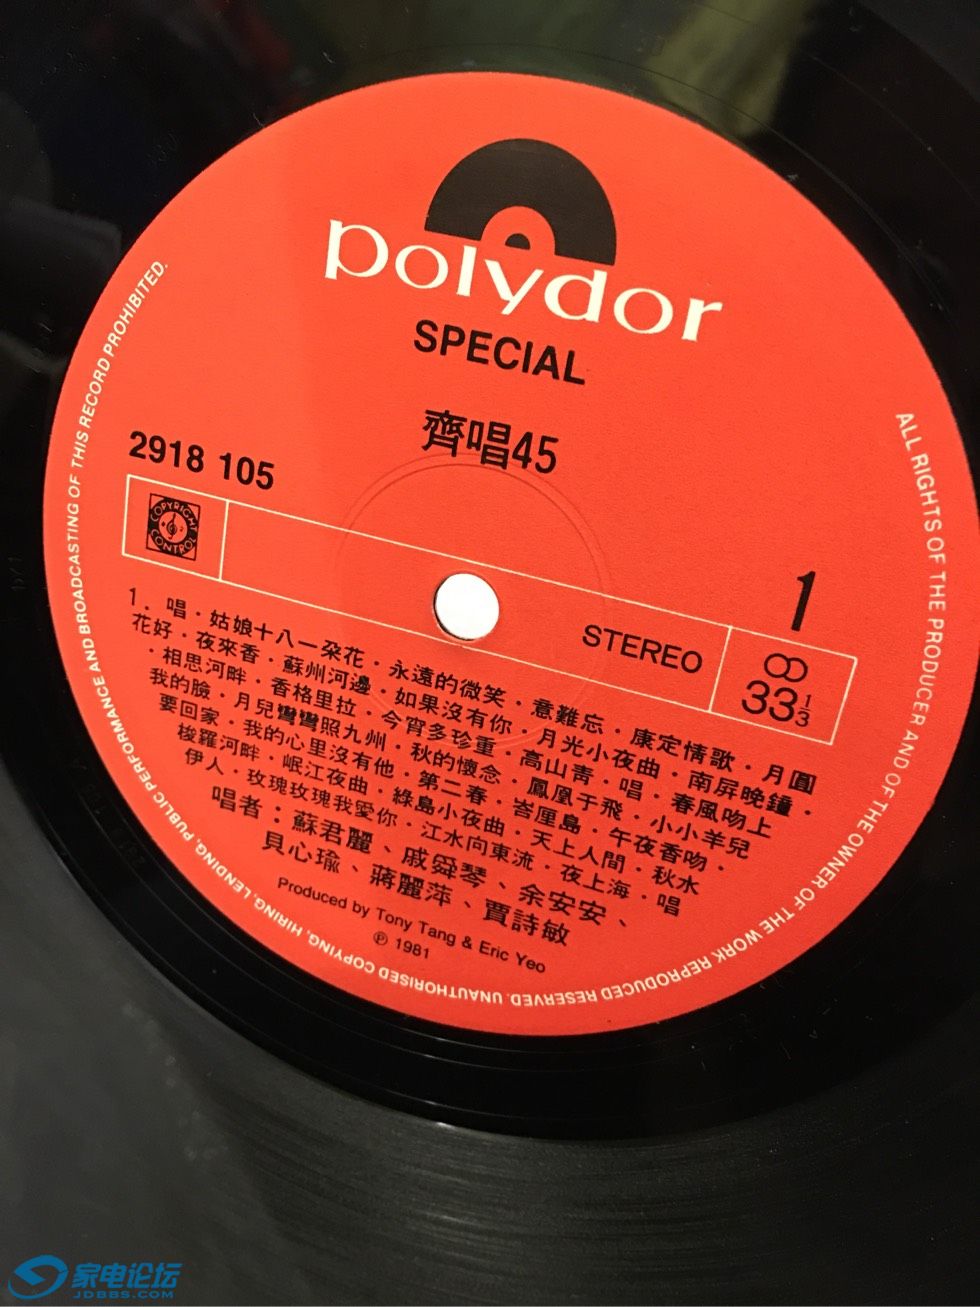 polydor
SPECIAL
齊唱45
2918 105
COPYRIGHT
CONTROL
1
STEREO
33 1/3
1. 唱·姑娘十八一朵花·永遠的微笑·意難忘·康定情歌·月圓
花好·夜來香·蘇州河邊·如果沒有你·月光小夜曲·南屏晚鐘·
·相思河畔·香格里拉·今宵多珍重·高山青·唱·春風吻上
我的臉·月兒彎彎照九州·秋的懷念·鳳凰于飛·小小羊兒
要回家·我的心里沒有他·第二春·峇厘島·午夜香吻·
梭羅河畔·岷江夜曲·綠島小夜曲·天上人間·秋水
伊人·玫瑰玫瑰我愛你·江水向東流·夜上海·唱
唱者：蘇君麗、戚舜琴、余安安、
貝心瑜、蔣麗萍、賈詩敏
Produced by Tony Tang & Eric Yeo
℗ 1981
ALL RIGHTS OF THE PRODUCER AND OF THE OWNER OF THE WORK REPRODUCED RESERVED. UNAUTHORISED COPYING, HIRING, LENDING, PUBLIC PERFORMANCE AND BROADCASTING OF THIS RECORD PROHIBITED.
家电论坛
JDBBS.COM